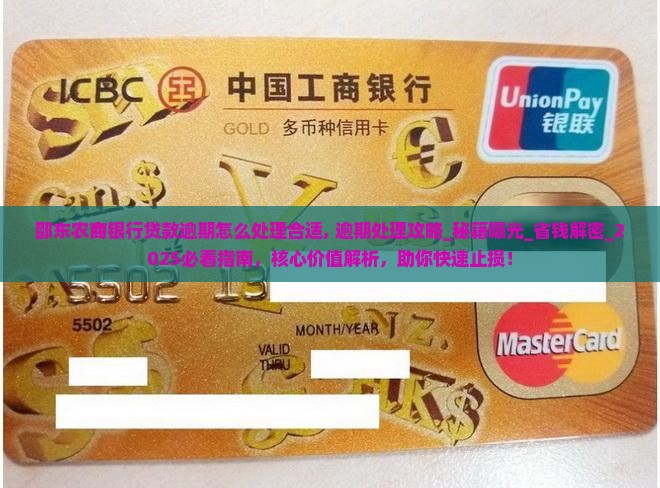 ICBC 中国工商银行
UnionPay
银联
GOLD 多币种信用卡
Can.$
€
邵东农商银行贷款逾期怎么处理合适, 逾期处理攻略_秘籍曝光_省钱解密_2
025必看指南，核心价值解析，助你快速止损！
5502 13
5502
MONTH/YEAR
VALID
THRU
NZ.
MasterCard
HK$